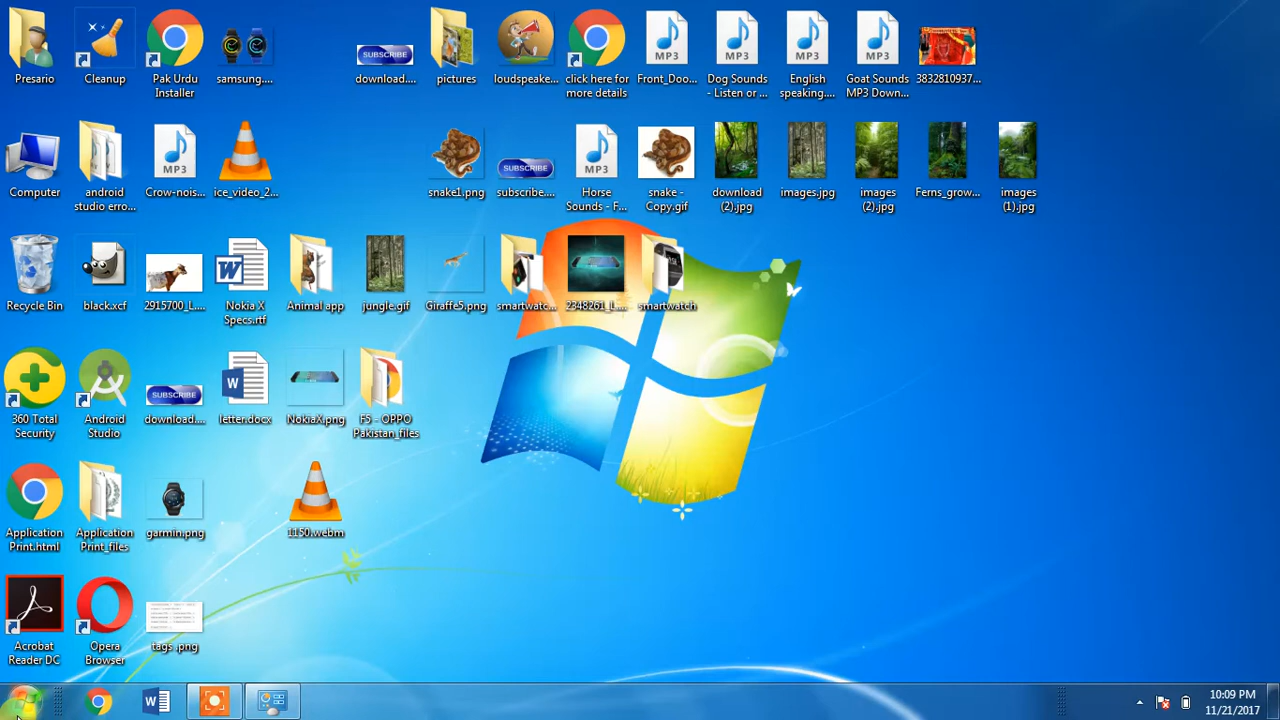 Presario
Cleanup
Pak Urdu
Installer
samsung....
SUBSCRIBE
download....
pictures
loudspeake...
click here for
more details
MP3
Front_Doo...
MP3
Dog Sounds
- Listen or ...
MP3
English
speaking....
MP3
Goat Sounds
MP3 Down...
3832810937...
Computer
android
studio erro...
MP3
Crow-nois...
ice_video_2...
snake1.png
SUBSCRIBE
subscribe....
MP3
Horse
Sounds - F...
snake -
Copy.gif
download
(2).jpg
images.jpg
images
(2).jpg
Ferns_grow...
images
(1).jpg
Recycle Bin
black.xcf
2915700_L....
W
Nokia X
Specs.rtf
Animal app
jungle.gif
Giraffe5.png
smartwatc...
2348261_L....
smartwatch
360 Total
Security
Android
Studio
SUBSCRIBE
download....
W
letter.docx
NokiaX.png
F5 - OPPO
Pakistan_files
Application
Print.html
Application
Print_files
garmin.png
1150.webm
Acrobat
Reader DC
Opera
Browser
tags .png
W
10:09 PM
11/21/2017